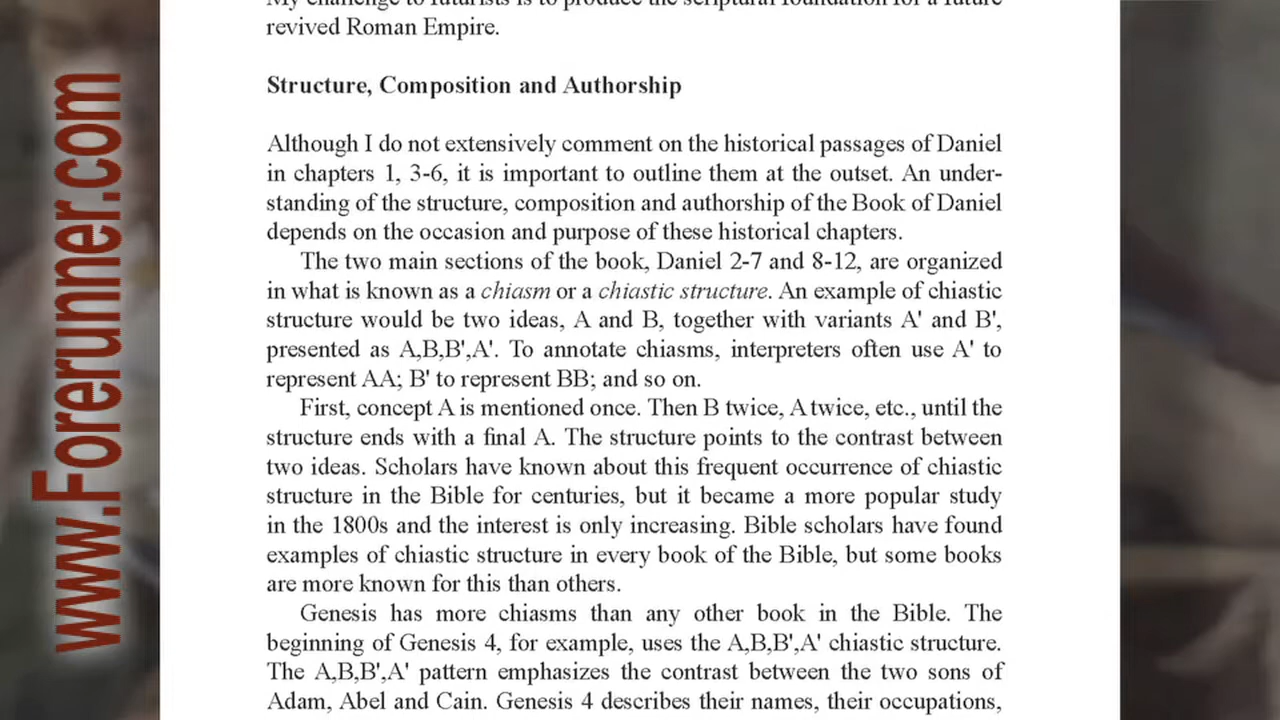 www.Forerunner.com
My challenge to futurists is to produce the scriptural foundation for a future
revived Roman Empire.
Structure, Composition and Authorship
Although I do not extensively comment on the historical passages of Daniel
in chapters 1, 3-6, it is important to outline them at the outset. An under-
standing of the structure, composition and authorship of the Book of Daniel
depends on the occasion and purpose of these historical chapters.
The two main sections of the book, Daniel 2-7 and 8-12, are organized
in what is known as a chiasm or a chiastic structure. An example of chiastic
structure would be two ideas, A and B, together with variants A' and B',
presented as A,B,B',A'. To annotate chiasms, interpreters often use A' to
represent AA; B' to represent BB; and so on.
First, concept A is mentioned once. Then B twice, A twice, etc., until the
structure ends with a final A. The structure points to the contrast between
two ideas. Scholars have known about this frequent occurrence of chiastic
structure in the Bible for centuries, but it became a more popular study
in the 1800s and the interest is only increasing. Bible scholars have found
examples of chiastic structure in every book of the Bible, but some books
are more known for this than others.
Genesis has more chiasms than any other book in the Bible. The
beginning of Genesis 4, for example, uses the A,B,B',A' chiastic structure.
The A,B,B',A' pattern emphasizes the contrast between the two sons of
Adam, Abel and Cain. Genesis 4 describes their names, their occupations,